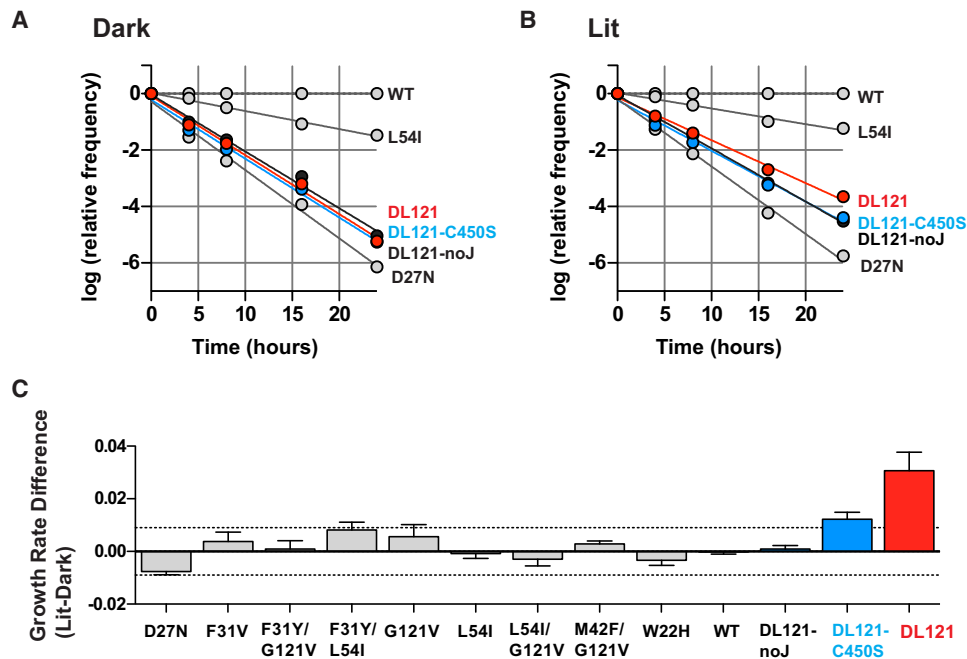 A
Dark
log (relative frequency)
0
-2
-4
-6
WT
L54I
DL121
DL121-C450S
DL121-noJ
D27N
0 5 10 15 20
Time (hours)
B
Lit
log (relative frequency)
0
-2
-4
-6
WT
L54I
DL121
DL121-C450S
DL121-noJ
D27N
0 5 10 15 20
Time (hours)
C
Growth Rate Difference
(Lit-Dark)
0.04
0.02
0.00
-0.02
D27N
F31V
F31Y/
G121V
F31Y/
L54I
G121V
L54I
L54I/
G121V
M42F/
G121V
W22H
WT
DL121-
noJ
DL121-
C450S
DL121